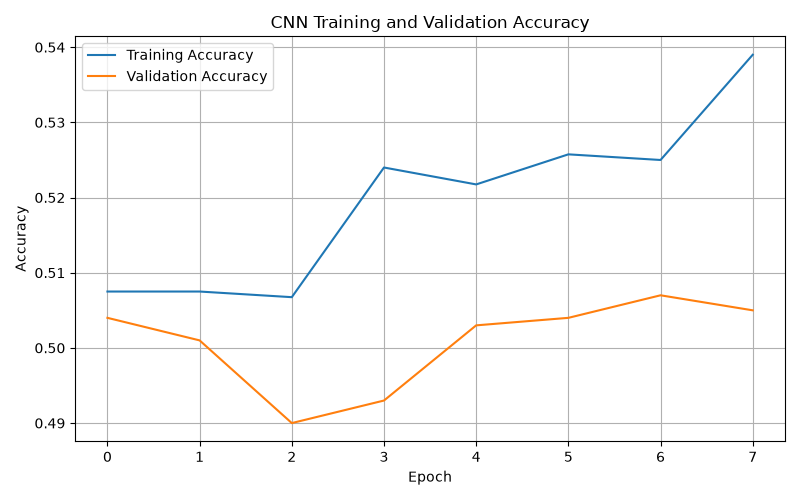 CNN Training and Validation Accuracy
Training Accuracy
Validation Accuracy
0.54
0.53
0.52
0.51
0.50
0.49
Accuracy
0 1 2 3 4 5 6 7
Epoch